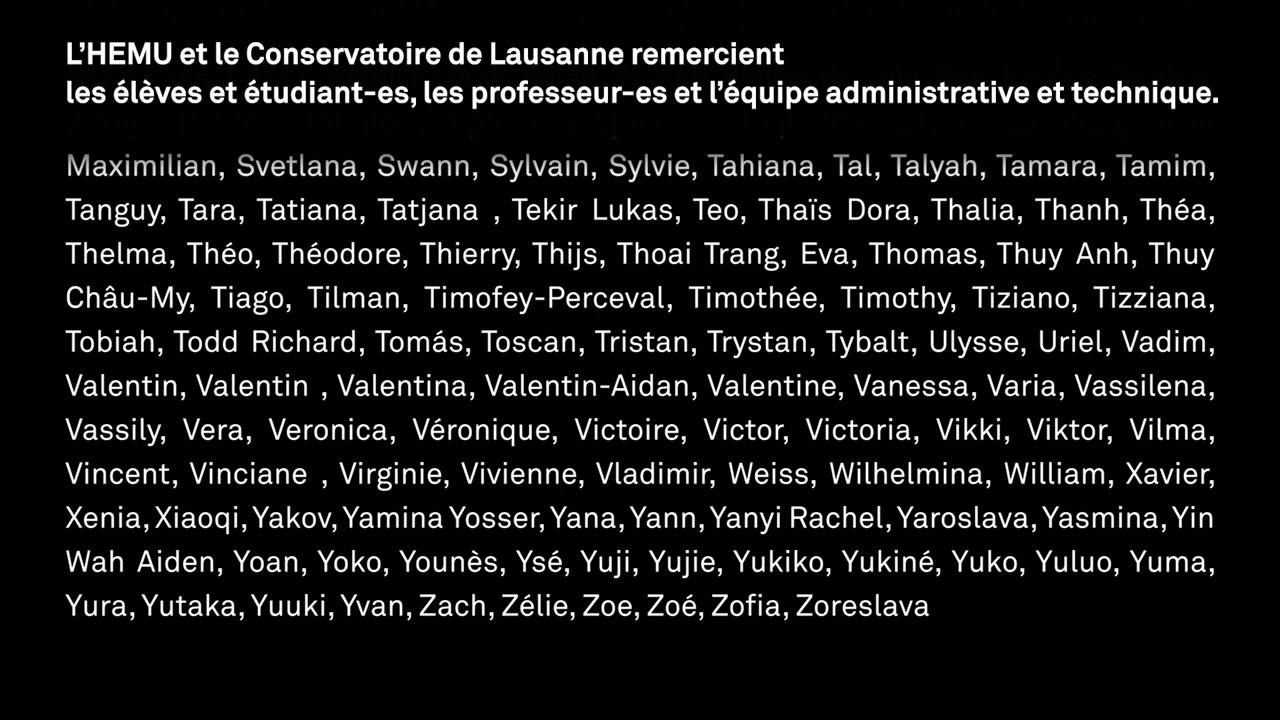 L’HEMU et le Conservatoire de Lausanne remercient
les élèves et étudiant-es, les professeur-es et l’équipe administrative et technique.
Maximilian, Svetlana, Swann, Sylvain, Sylvie, Tahiana, Tal, Talyah, Tamara, Tamim,
Tanguy, Tara, Tatiana, Tatjana , Tekir Lukas, Teo, Thaïs Dora, Thalia, Thanh, Théa,
Thelma, Théo, Théodore, Thierry, Thijs, Thoai Trang, Eva, Thomas, Thuy Anh, Thuy
Châu-My, Tiago, Tilman, Timofey-Perceval, Timothée, Timothy, Tiziano, Tizziana,
Tobiah, Todd Richard, Tomás, Toscan, Tristan, Trystan, Tybalt, Ulysse, Uriel, Vadim,
Valentin, Valentin , Valentina, Valentin-Aidan, Valentine, Vanessa, Varia, Vassilena,
Vassily, Vera, Veronica, Véronique, Victoire, Victor, Victoria, Vikki, Viktor, Vilma,
Vincent, Vinciane , Virginie, Vivienne, Vladimir, Weiss, Wilhelmina, William, Xavier,
Xenia, Xiaoqi, Yakov, Yamina Yosser, Yana, Yann, Yanyi Rachel, Yaroslava, Yasmina, Yin
Wah Aiden, Yoan, Yoko, Younès, Ysé, Yuji, Yujie, Yukiko, Yukiné, Yuko, Yuluo, Yuma,
Yura, Yutaka, Yuuki, Yvan, Zach, Zélie, Zoe, Zoé, Zofia, Zoreslava